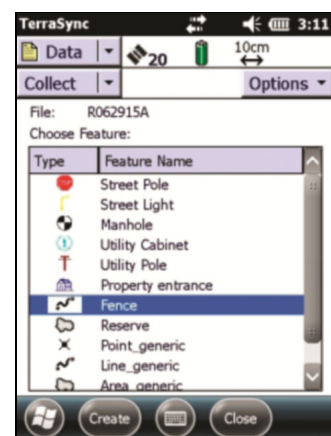 TerraSync 3:11
Data 20 10cm
Collect Options
File: R062915A
Choose Feature:
Type Feature Name
Street Pole
Street Light
Manhole
Utility Cabinet
Utility Pole
Property entrance
Fence
Reserve
Point_generic
Line_generic
Area_generic
Create Close